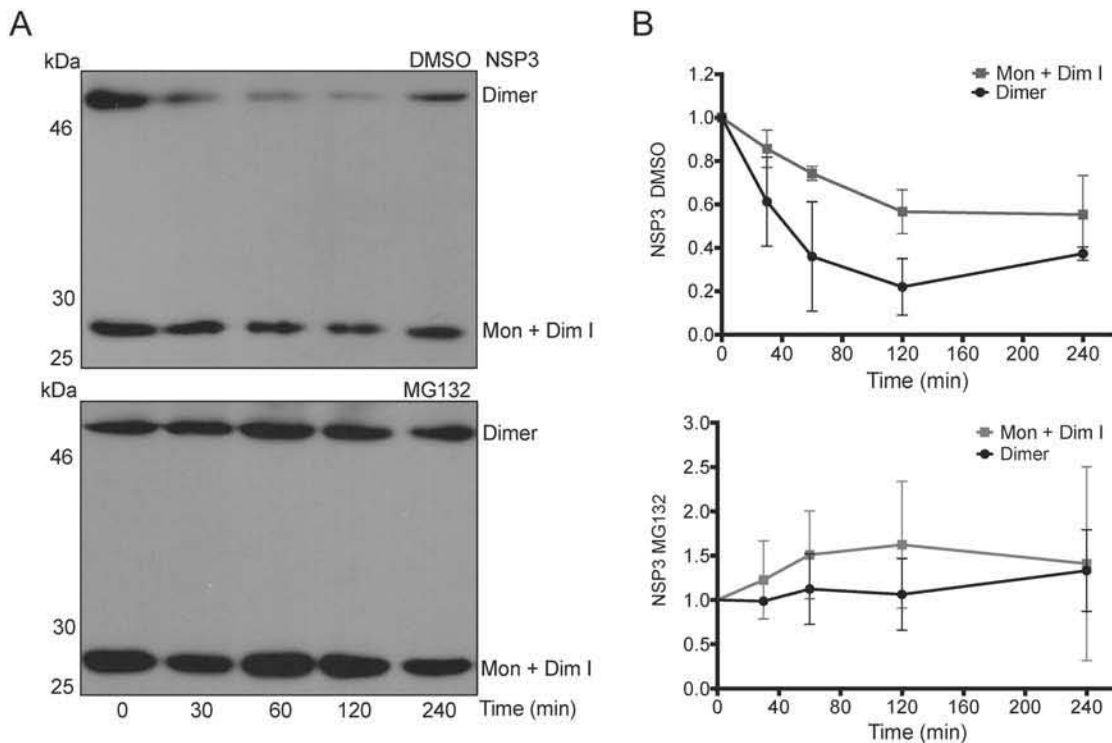 A
kDa
DMSO NSP3
Dimer
46
30
Mon + Dim I
25
kDa
MG132
Dimer
46
30
Mon + Dim I
25
0 30 60 120 240 Time (min)
B
Mon + Dim I
Dimer
1.2
1.0
0.8
0.6
0.4
0.2
0.0
NSP3 DMSO
0 40 80 120 160 200 240
Time (min)
Mon + Dim I
Dimer
3.0
2.5
2.0
1.5
1.0
0.5
0.0
NSP3 MG132
0 40 80 120 160 200 240
Time (min)